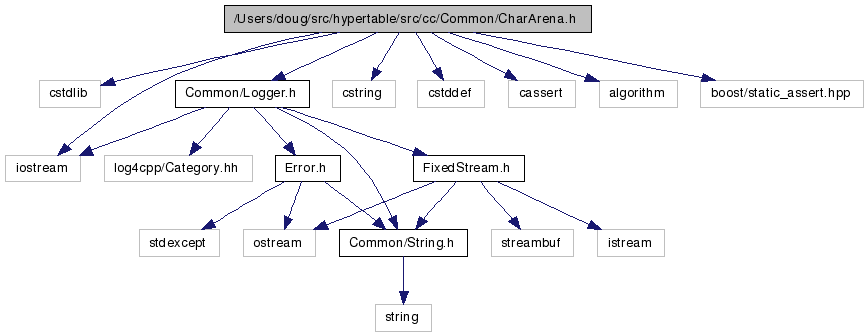 /Users/doug/src/hypertable/src/cc/Common/CharArena.h
cstdlib
Common/Logger.h
cstring
cstddef
cassert
algorithm
boost/static_assert.hpp
iostream
log4cpp/Category.hh
Error.h
FixedStream.h
stdexcept
ostream
Common/String.h
streambuf
istream
string